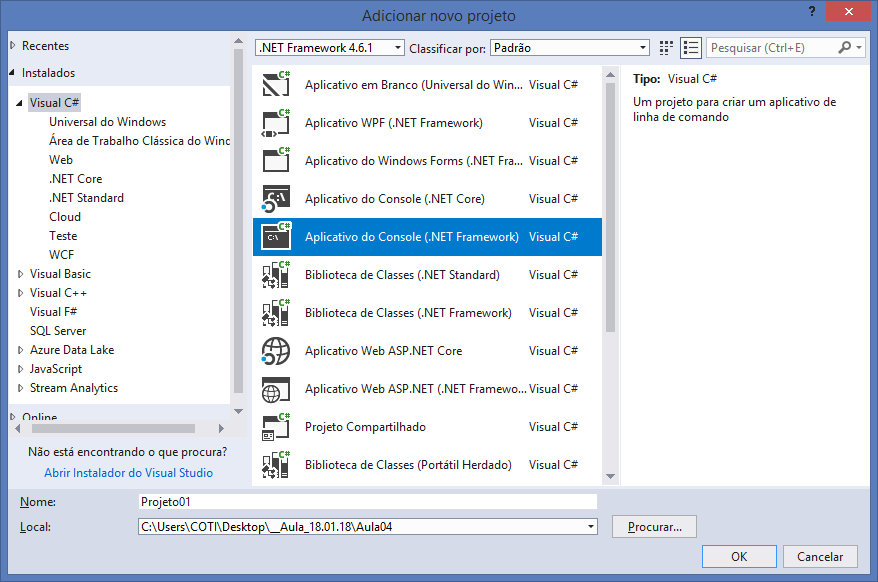 Adicionar novo projeto
?
Recentes
Instalados
Visual C#
Universal do Windows
Área de Trabalho Clássica do Wind
Web
.NET Core
.NET Standard
Cloud
Teste
WCF
Visual Basic
Visual C++
Visual F#
SQL Server
Azure Data Lake
JavaScript
Stream Analytics
Online
Não está encontrando o que procura?
Abrir Instalador do Visual Studio
.NET Framework 4.6.1 Classificar por: Padrão
Pesquisar (Ctrl+E)
C# Aplicativo em Branco (Universal do Win... Visual C#
C# Aplicativo WPF (.NET Framework) Visual C#
C# Aplicativo do Windows Forms (.NET Fra... Visual C#
C# C:\ Aplicativo do Console (.NET Core) Visual C#
C# C:\ Aplicativo do Console (.NET Framework) Visual C#
C# Biblioteca de Classes (.NET Standard) Visual C#
C# Biblioteca de Classes (.NET Framework) Visual C#
Aplicativo Web ASP.NET Core Visual C#
Aplicativo Web ASP.NET (.NET Framewo... Visual C#
C# Projeto Compartilhado Visual C#
C# Biblioteca de Classes (Portátil Herdado) Visual C#
Tipo: Visual C#
Um projeto para criar um aplicativo de
linha de comando
Nome: Projeto01
Local: C:\Users\COTI\Desktop\__Aula_18.01.18\Aula04
Procurar...
OK Cancelar